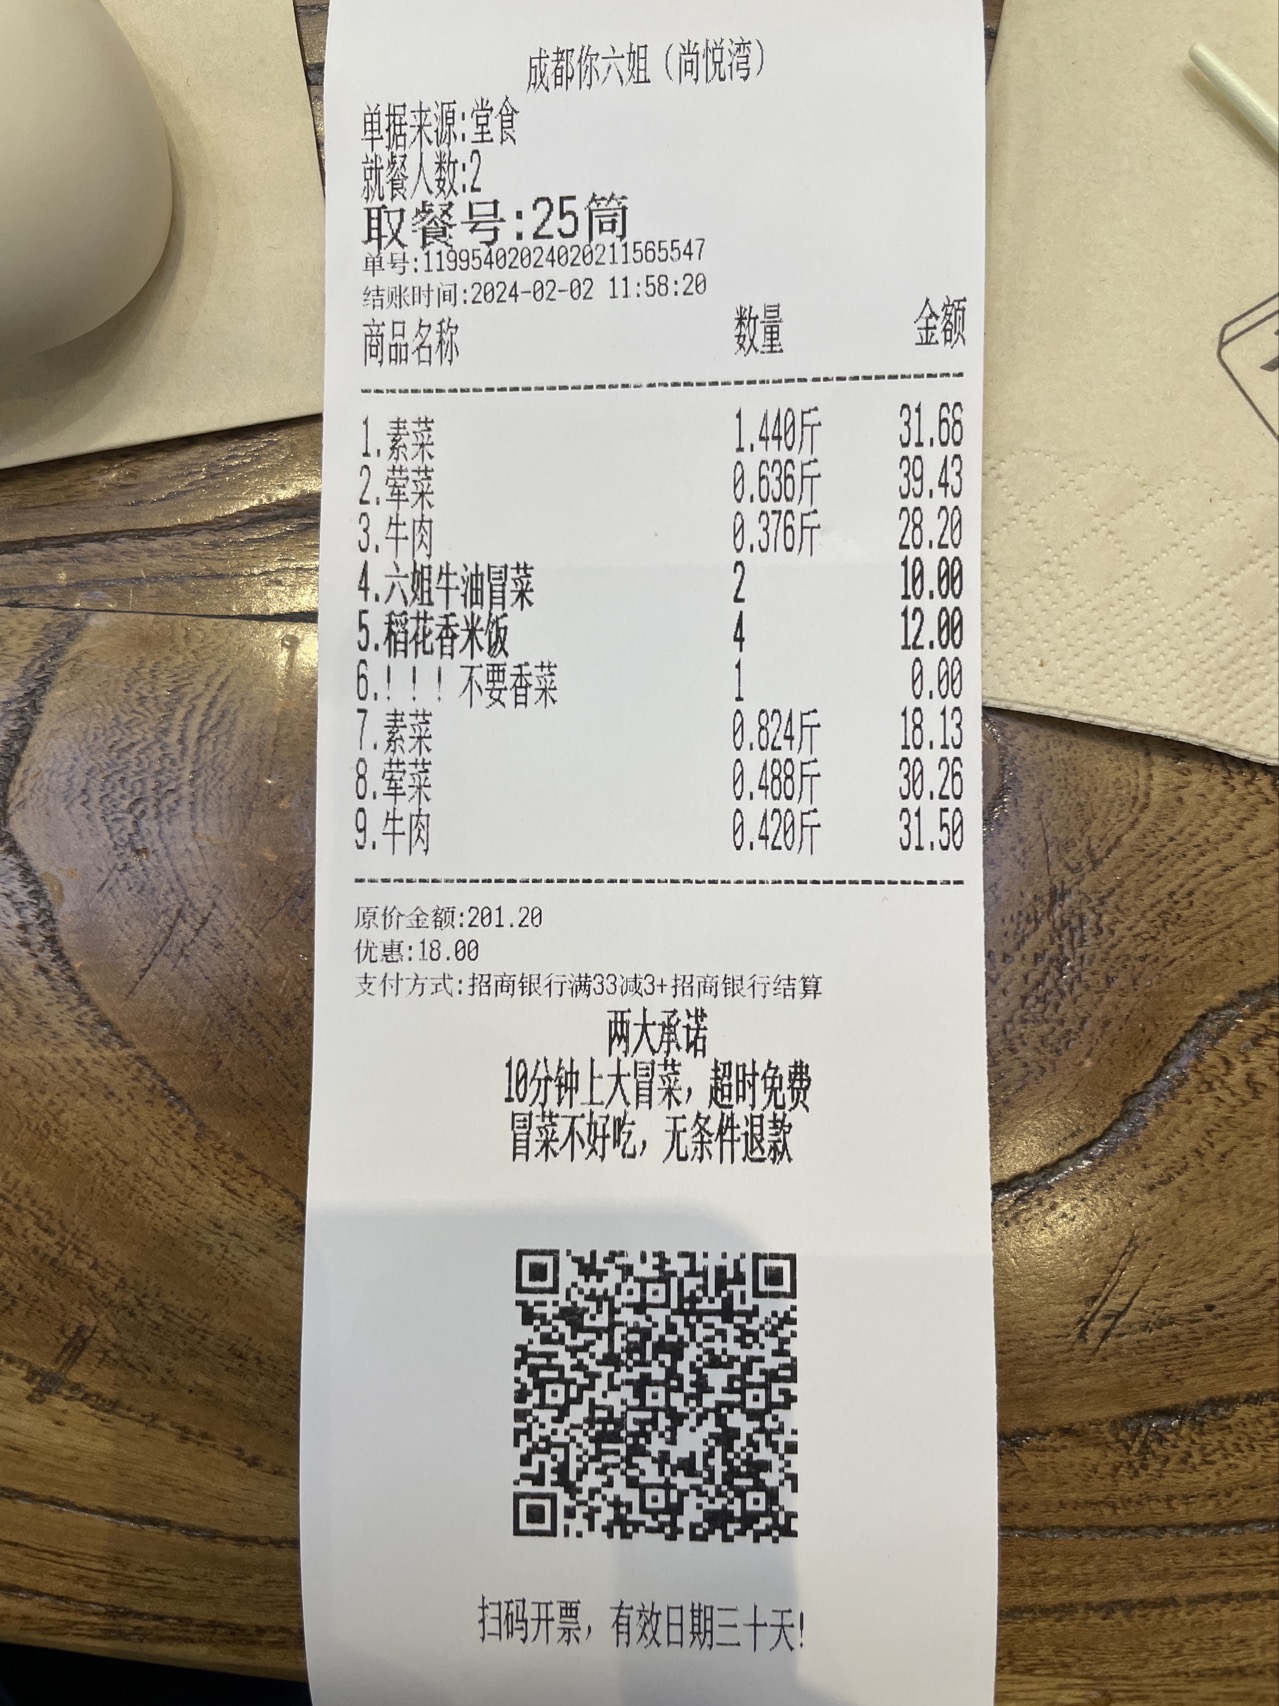 成都你六姐（尚悦湾）
单据来源:堂食
就餐人数:2
取餐号:25筒
单号:11995402024020211565547
结账时间:2024-02-02 11:58:20
商品名称 数量 金额
1.素菜 1.440斤 31.68
2.荤菜 0.636斤 39.43
3.牛肉 0.376斤 28.20
4.六姐牛油冒菜 2 10.00
5.稻花香米饭 4 12.00
6.！！！不要香菜 1 0.00
7.素菜 0.824斤 18.13
8.荤菜 0.488斤 30.26
9.牛肉 0.420斤 31.50
原价金额:201.20
优惠:18.00
支付方式:招商银行满33减3+招商银行结算
两大承诺
10分钟上大冒菜，超时免费
冒菜不好吃，无条件退款
扫码开票，有效日期三十天!